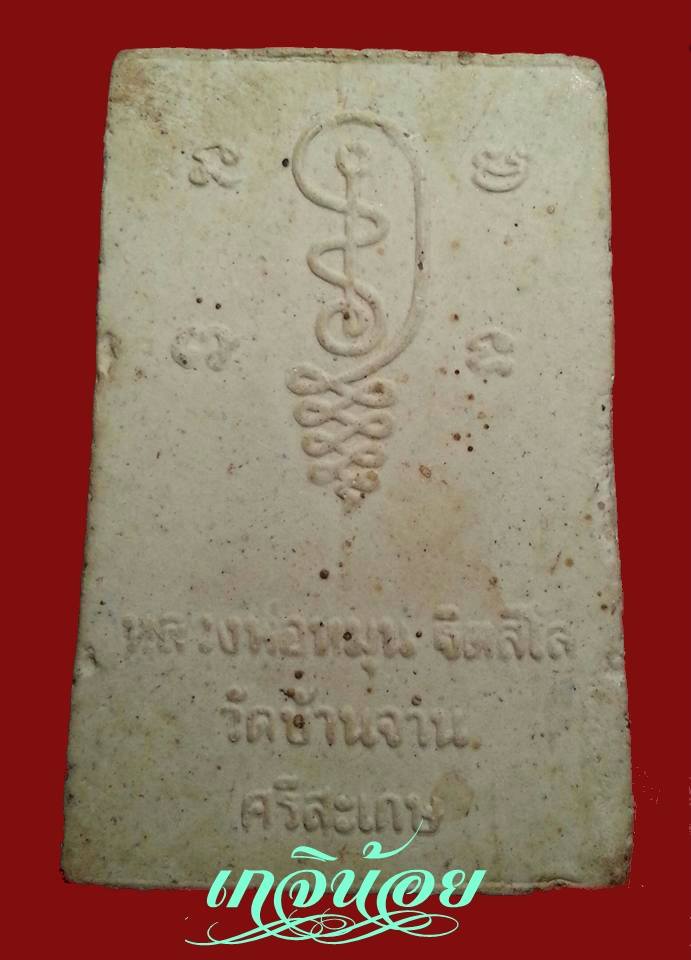 หลวงพ่อหมุน ฐิตสีโล
วัดบ้านจาน
ศรีสะเกษ
เกจิน้อย